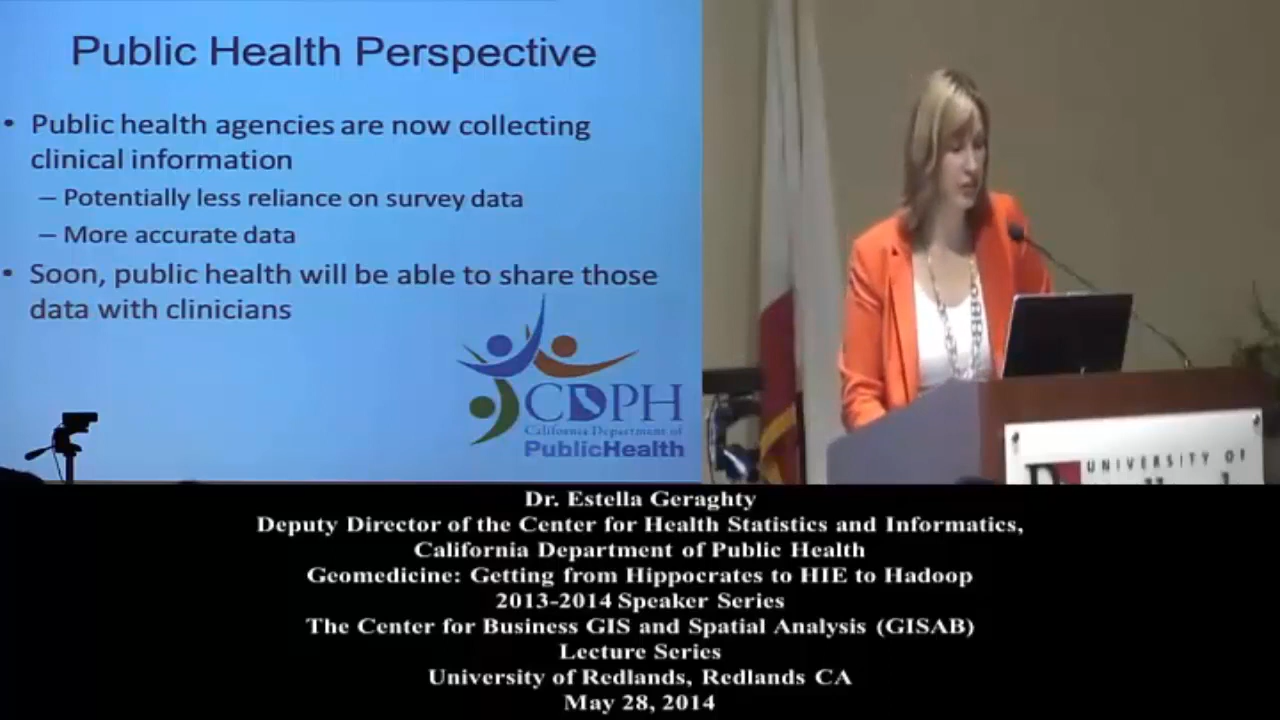 Public Health Perspective
• Public health agencies are now collecting
clinical information
– Potentially less reliance on survey data
– More accurate data
• Soon, public health will be able to share those
data with clinicians
CDPH
California Department of
PublicHealth
UNIVERSITY OF
Dr. Estella Geraghty
Deputy Director of the Center for Health Statistics and Informatics,
California Department of Public Health
Geomedicine: Getting from Hippocrates to HIE to Hadoop
2013-2014 Speaker Series
The Center for Business GIS and Spatial Analysis (GISAB)
Lecture Series
University of Redlands, Redlands CA
May 28, 2014